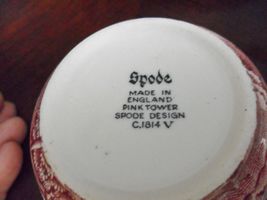 Spode
MADE IN
ENGLAND
PINK TOWER
SPODE DESIGN
C.1814 V